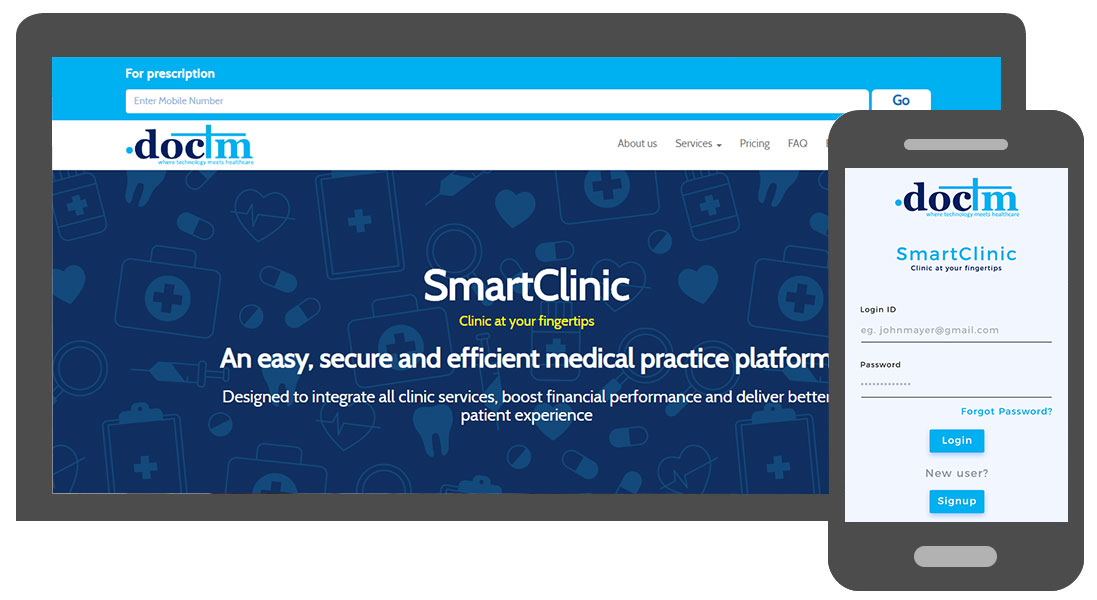 For prescription
Enter Mobile Number
Go
.doctm
where technology meets healthcare
About us Services Pricing FAQ
SmartClinic
Clinic at your fingertips
An easy, secure and efficient medical practice platform
Designed to integrate all clinic services, boost financial performance and deliver better
patient experience
.doctm
where technology meets healthcare
SmartClinic
Clinic at your fingertips
Login ID
eg. johnmayer@gmail.com
Password
Forgot Password?
Login
New user?
Signup